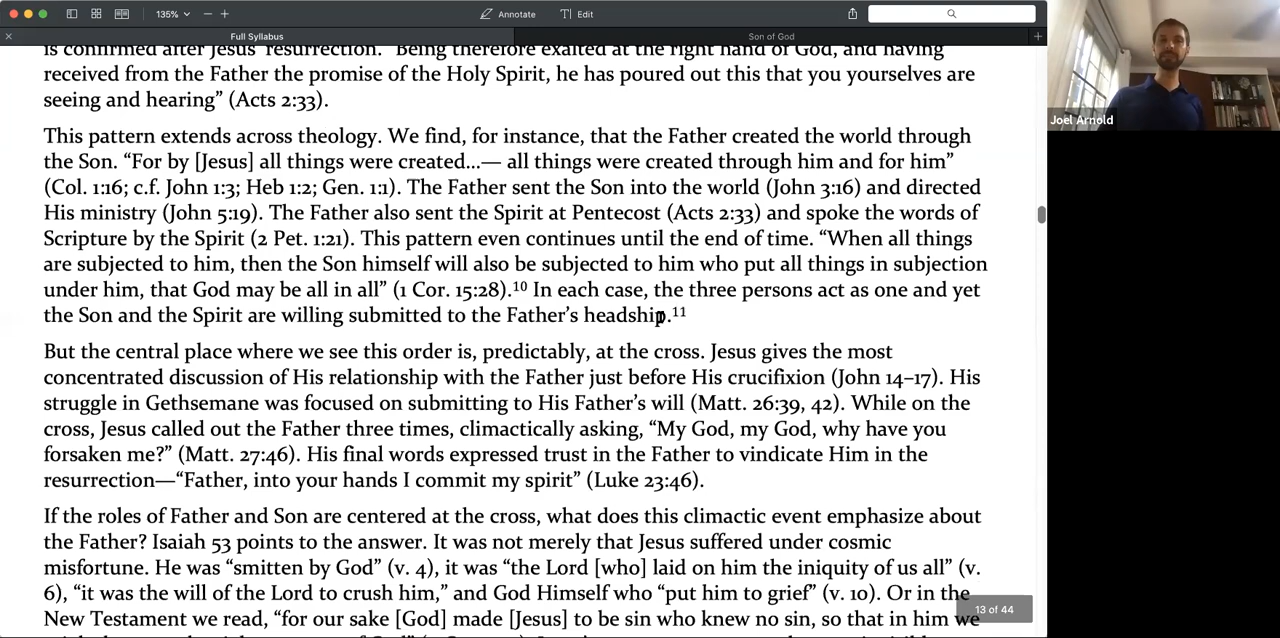 135%
Annotate
Edit
Full Syllabus
Son of God
is confirmed after Jesus' resurrection. "Being therefore exalted at the right hand of God, and having
received from the Father the promise of the Holy Spirit, he has poured out this that you yourselves are
seeing and hearing" (Acts 2:33).
This pattern extends across theology. We find, for instance, that the Father created the world through
the Son. "For by [Jesus] all things were created...— all things were created through him and for him"
(Col. 1:16; c.f. John 1:3; Heb 1:2; Gen. 1:1). The Father sent the Son into the world (John 3:16) and directed
His ministry (John 5:19). The Father also sent the Spirit at Pentecost (Acts 2:33) and spoke the words of
Scripture by the Spirit (2 Pet. 1:21). This pattern even continues until the end of time. "When all things
are subjected to him, then the Son himself will also be subjected to him who put all things in subjection
under him, that God may be all in all" (1 Cor. 15:28).¹⁰ In each case, the three persons act as one and yet
the Son and the Spirit are willing submitted to the Father's headship.¹¹
But the central place where we see this order is, predictably, at the cross. Jesus gives the most
concentrated discussion of His relationship with the Father just before His crucifixion (John 14–17). His
struggle in Gethsemane was focused on submitting to His Father's will (Matt. 26:39, 42). While on the
cross, Jesus called out the Father three times, climactically asking, "My God, my God, why have you
forsaken me?" (Matt. 27:46). His final words expressed trust in the Father to vindicate Him in the
resurrection—"Father, into your hands I commit my spirit" (Luke 23:46).
If the roles of Father and Son are centered at the cross, what does this climactic event emphasize about
the Father? Isaiah 53 points to the answer. It was not merely that Jesus suffered under cosmic
misfortune. He was "smitten by God" (v. 4), it was "the Lord [who] laid on him the iniquity of us all" (v.
6), "it was the will of the Lord to crush him," and God Himself who "put him to grief" (v. 10). Or in the
New Testament we read, "for our sake [God] made [Jesus] to be sin who knew no sin, so that in him we
13 of 44
Joel Arnold